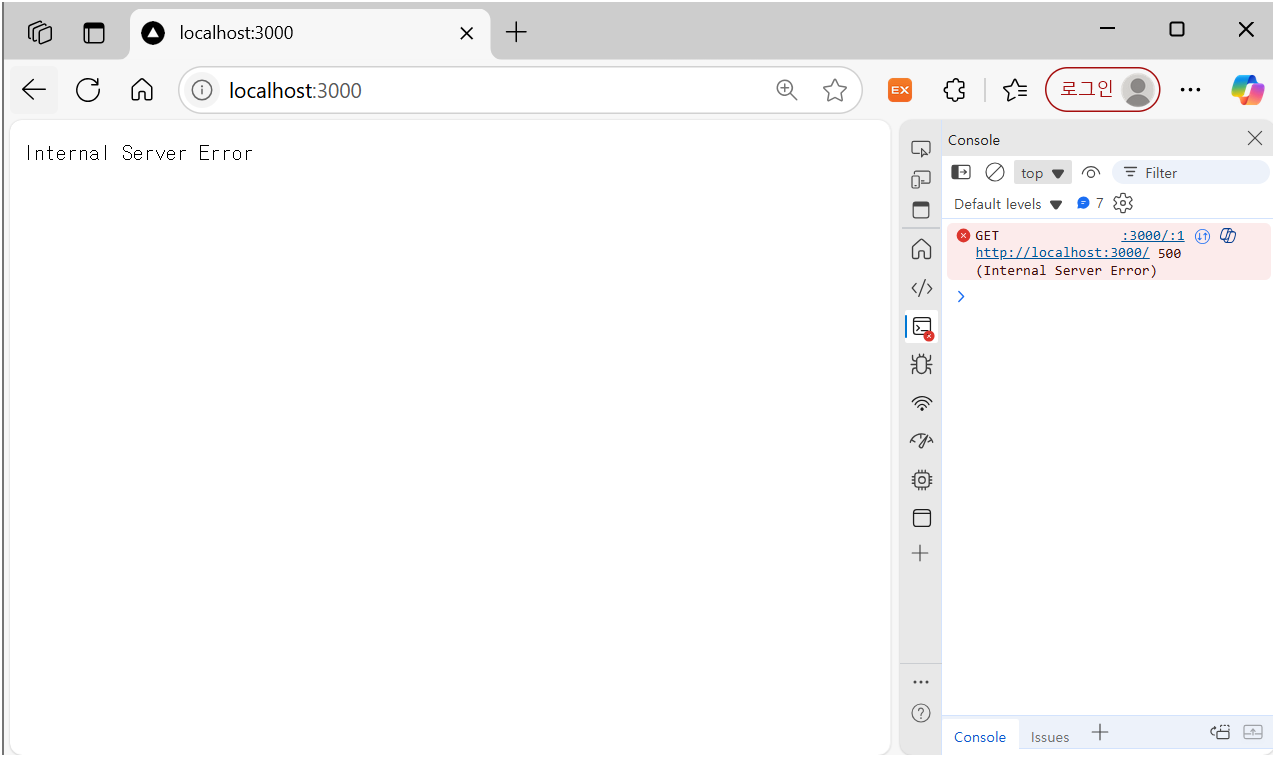 localhost:3000
localhost:3000
EX
로그인
Internal Server Error
Console
top
Filter
Default levels
7
GET :3000/:1
http://localhost:3000/ 500
(Internal Server Error)
Console
Issues